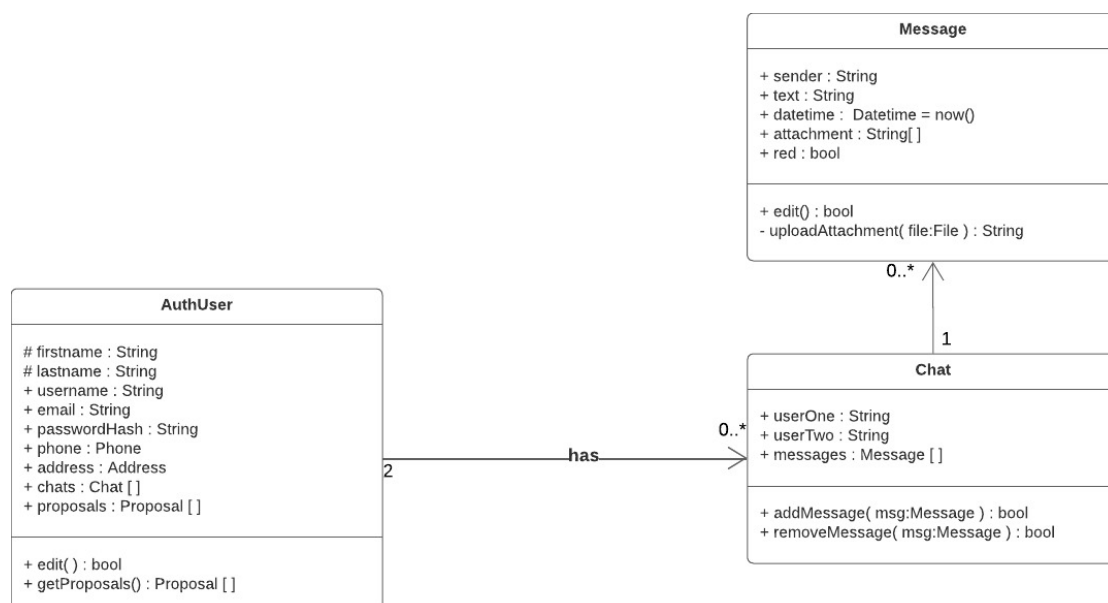 Message
+ sender : String
+ text : String
+ datetime :  Datetime = now()
+ attachment : String[ ]
+ red : bool
+ edit() : bool
- uploadAttachment( file:File ) : String
0..*
1
AuthUser
# firstname : String
# lastname : String
+ username : String
+ email : String
+ passwordHash : String
+ phone : Phone
+ address : Address
+ chats : Chat [ ]
+ proposals : Proposal [ ]
+ edit( ) : bool
+ getProposals() : Proposal [ ]
2
has
0..*
Chat
+ userOne : String
+ userTwo : String
+ messages : Message [ ]
+ addMessage( msg:Message ) : bool
+ removeMessage( msg:Message ) : bool